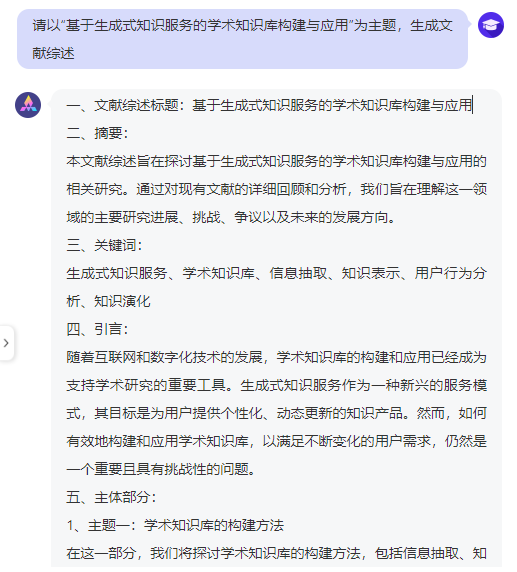 请以“基于生成式知识服务的学术知识库构建与应用”为主题，生成文
献综述
一、文献综述标题：基于生成式知识服务的学术知识库构建与应用
二、摘要：
本文献综述旨在探讨基于生成式知识服务的学术知识库构建与应用的
相关研究。通过对现有文献的详细回顾和分析，我们旨在理解这一领
域的主要研究进展、挑战、争议以及未来的发展方向。
三、关键词：
生成式知识服务、学术知识库、信息抽取、知识表示、用户行为分
析、知识演化
四、引言：
随着互联网和数字化技术的发展，学术知识库的构建和应用已经成为
支持学术研究的重要工具。生成式知识服务作为一种新兴的服务模
式，其目标是为用户提供个性化、动态更新的知识产品。然而，如何
有效地构建和应用学术知识库，以满足不断变化的用户需求，仍然是
一个重要且具有挑战性的问题。
五、主体部分：
1、主题一：学术知识库的构建方法
在这一部分，我们将探讨学术知识库的构建方法，包括信息抽取、知